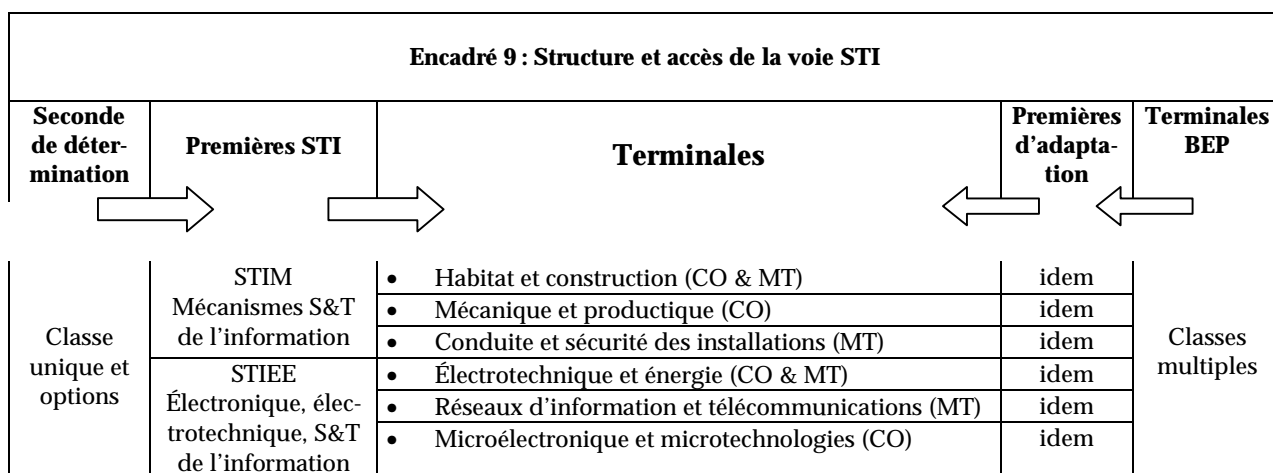 Encadré 9 : Structure et accès de la voie STI
Seconde
de déter-
mination
Premières STI
Terminales
Premières
d'adapta-
tion
Terminales
BEP
Classe
unique et
options
STIM
Mécanismes S&T
de l'information
STIEE
Électronique, élec-
trotechnique, S&T
de l'information
• Habitat et construction (CO & MT)
• Mécanique et productique (CO)
• Conduite et sécurité des installations (MT)
• Électrotechnique et énergie (CO & MT)
• Réseaux d'information et télécommunications (MT)
• Microélectronique et microtechnologies (CO)
idem
idem
idem
idem
idem
idem
Classes
multiples